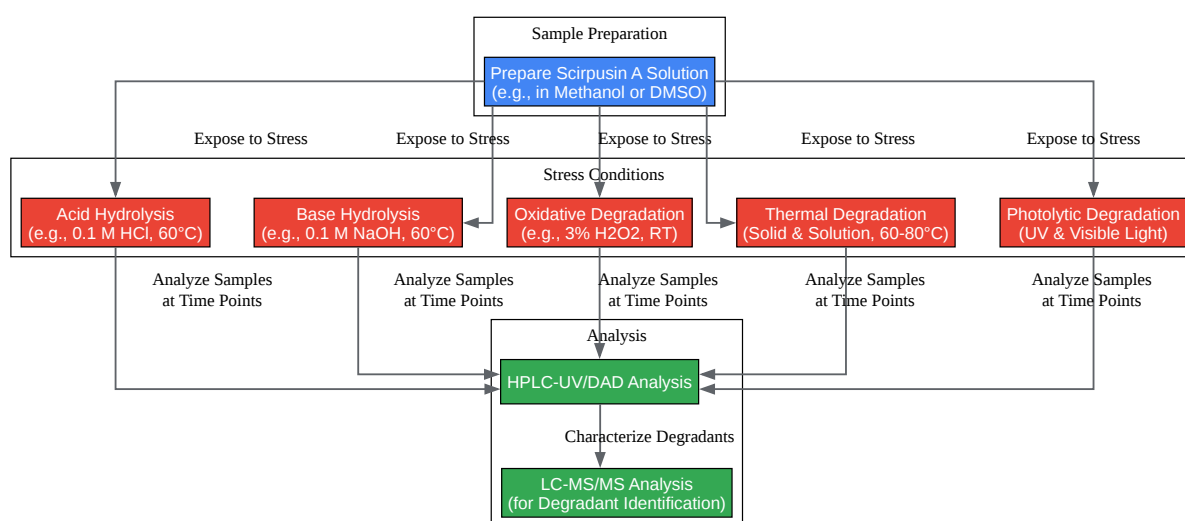 Sample Preparation
Prepare Scirpusin A Solution
(e.g., in Methanol or DMSO)
Expose to Stress
Expose to Stress
Expose to Stress
Expose to Stress
Expose to Stress
Stress Conditions
Acid Hydrolysis
(e.g., 0.1 M HCl, 60°C)
Base Hydrolysis
(e.g., 0.1 M NaOH, 60°C)
Oxidative Degradation
(e.g., 3% H2O2, RT)
Thermal Degradation
(Solid & Solution, 60-80°C)
Photolytic Degradation
(UV & Visible Light)
Analyze Samples
at Time Points
Analyze Samples
at Time Points
Analyze Samples
at Time Points
Analyze Samples
at Time Points
Analyze Samples
at Time Points
Analysis
HPLC-UV/DAD Analysis
Characterize Degradants
LC-MS/MS Analysis
(for Degradant Identification)